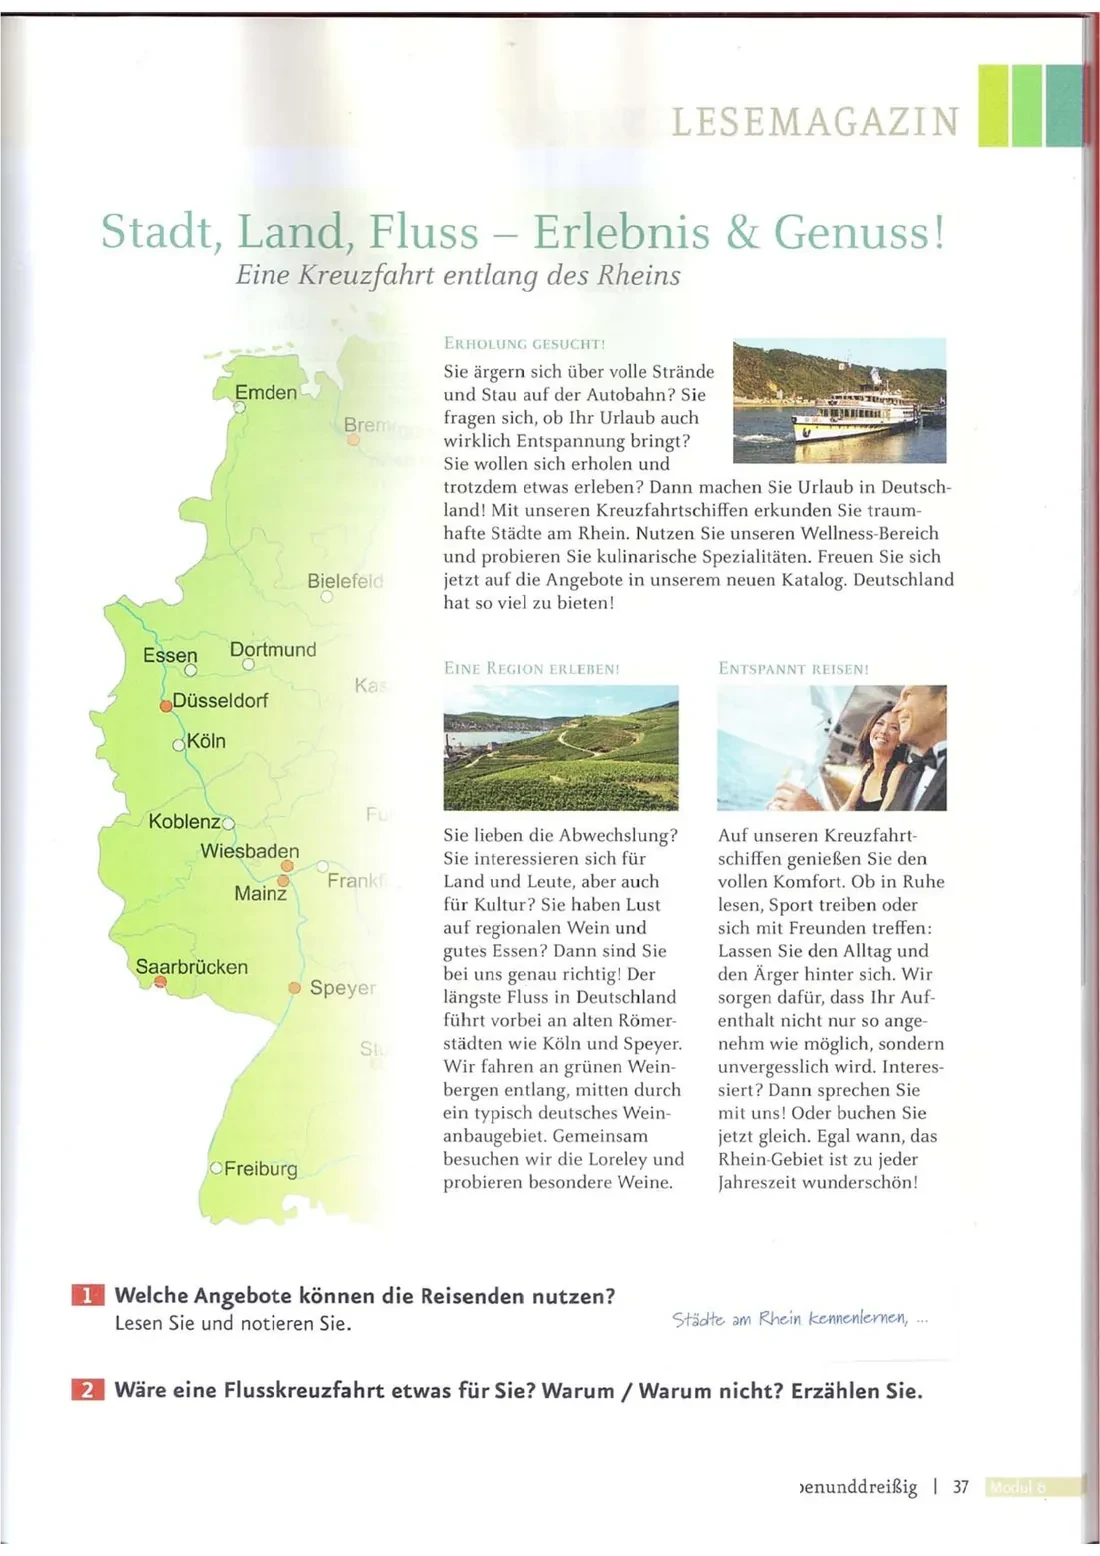 LESEMAGAZIN
Stadt, Land, Fluss – Erlebnis & Genuss!
Eine Kreuzfahrt entlang des Rheins
Emden
Brem
Bielefeld
Essen
Dortmund
Kas
Düsseldorf
Köln
Koblenz
Fu
Wiesbaden
Frankf
Mainz
Saarbrücken
Speyer
Stu
Freiburg
ERHOLUNG GESUCHT!
Sie ärgern sich über volle Strände
und Stau auf der Autobahn? Sie
fragen sich, ob Ihr Urlaub auch
wirklich Entspannung bringt?
Sie wollen sich erholen und
trotzdem etwas erleben? Dann machen Sie Urlaub in Deutsch-
land! Mit unseren Kreuzfahrtschiffen erkunden Sie traum-
hafte Städte am Rhein. Nutzen Sie unseren Wellness-Bereich
und probieren Sie kulinarische Spezialitäten. Freuen Sie sich
jetzt auf die Angebote in unserem neuen Katalog. Deutschland
hat so viel zu bieten!
EINE REGION ERLEBEN!
Sie lieben die Abwechslung?
Sie interessieren sich für
Land und Leute, aber auch
für Kultur? Sie haben Lust
auf regionalen Wein und
gutes Essen? Dann sind Sie
bei uns genau richtig! Der
längste Fluss in Deutschland
führt vorbei an alten Römer-
städten wie Köln und Speyer.
Wir fahren an grünen Wein-
bergen entlang, mitten durch
ein typisch deutsches Wein-
anbaugebiet. Gemeinsam
besuchen wir die Loreley und
probieren besondere Weine.
ENTSPANNT REISEN!
Auf unseren Kreuzfahrt-
schiffen genießen Sie den
vollen Komfort. Ob in Ruhe
lesen, Sport treiben oder
sich mit Freunden treffen:
Lassen Sie den Alltag und
den Ärger hinter sich. Wir
sorgen dafür, dass Ihr Auf-
enthalt nicht nur so ange-
nehm wie möglich, sondern
unvergesslich wird. Interes-
siert? Dann sprechen Sie
mit uns! Oder buchen Sie
jetzt gleich. Egal wann, das
Rhein-Gebiet ist zu jeder
Jahreszeit wunderschön!
1 Welche Angebote können die Reisenden nutzen?
Lesen Sie und notieren Sie.
Städte am Rhein kennenlernen, ...
2 Wäre eine Flusskreuzfahrt etwas für Sie? Warum / Warum nicht? Erzählen Sie.
benunddreißig | 37 Modul 6